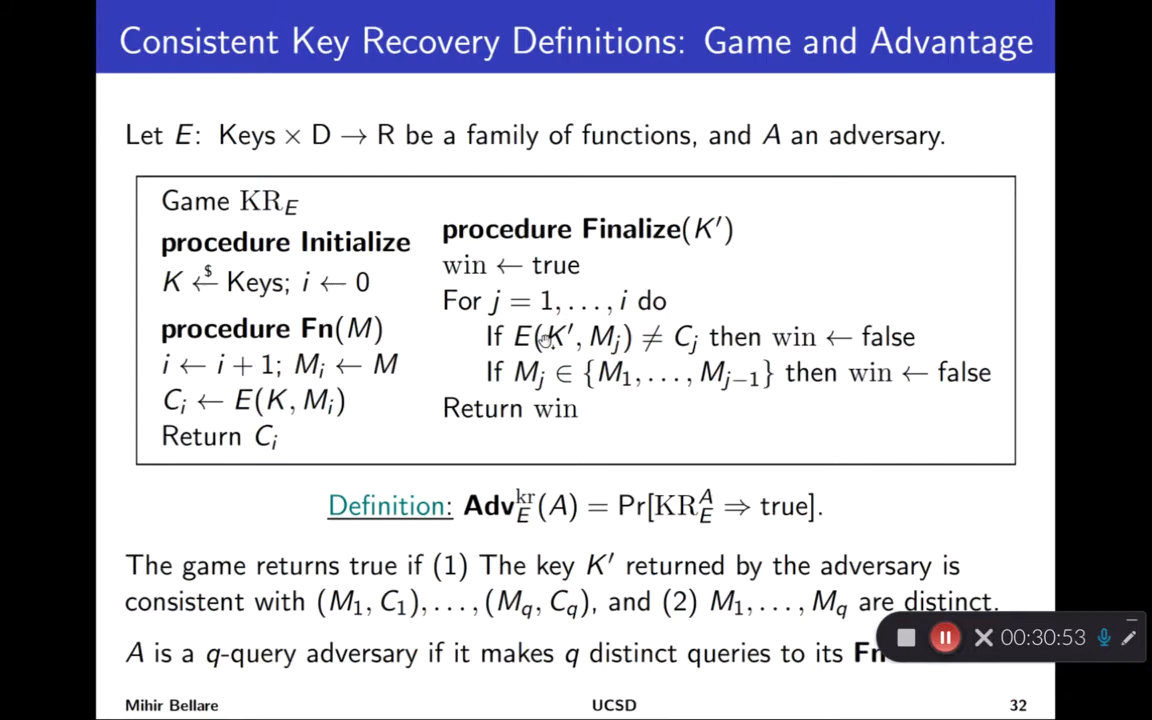 Consistent Key Recovery Definitions: Game and Advantage
Let E: Keys × D → R be a family of functions, and A an adversary.
Game KR_E
procedure Initialize
K ←$ Keys; i ← 0
procedure Fn(M)
i ← i + 1; M_i ← M
C_i ← E(K, M_i)
Return C_i
procedure Finalize(K′)
win ← true
For j = 1, . . . , i do
If E(K′, M_j) ≠ C_j then win ← false
If M_j ∈ {M_1, . . . , M_{j−1}} then win ← false
Return win
Definition: Adv_E^kr(A) = Pr[KR_E^A ⇒ true].
The game returns true if (1) The key K′ returned by the adversary is
consistent with (M_1, C_1), . . . , (M_q, C_q), and (2) M_1, . . . , M_q are distinct.
A is a q-query adversary if it makes q distinct queries to its Fn
00:30:53
Mihir Bellare UCSD 32